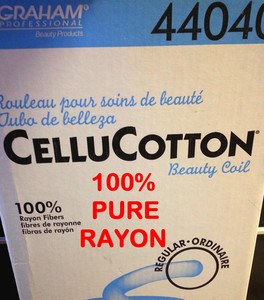 GRAHAM®
PROFESSIONAL
Beauty Products
44040
Rouleau pour soins de beauté
Tubo de belleza
CELLUCOTTON®
Beauty Coil
100%
PURE
RAYON
100%
Rayon Fibers
fibres de rayonne
fibras de rayón
REGULAR-ORDINAIRE